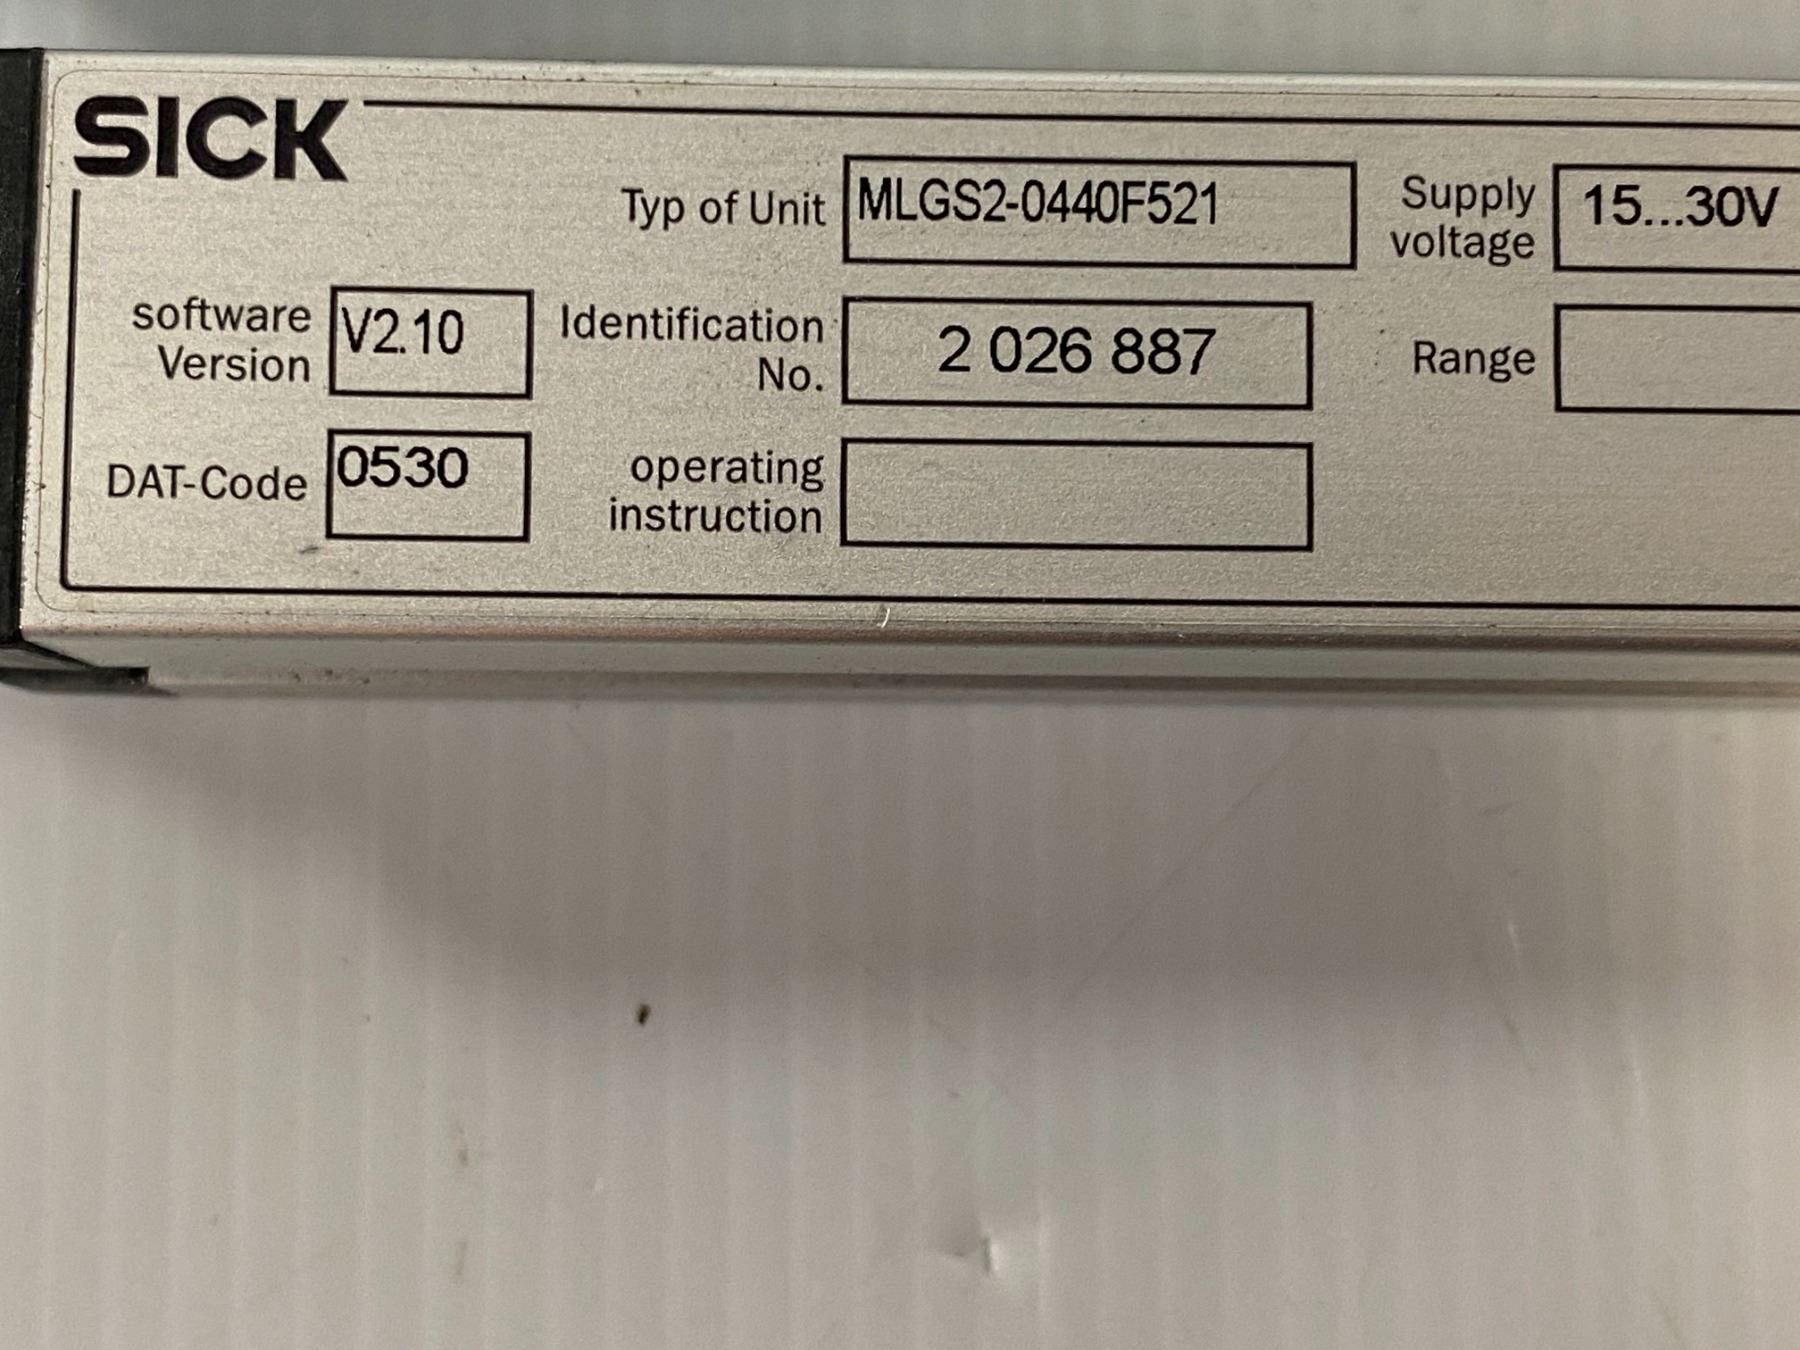 SICK
Typ of Unit MLGS2-0440F521 Supply voltage 15...30V
software Version V2.10 Identification No. 2 026 887 Range
DAT-Code 0530 operating instruction